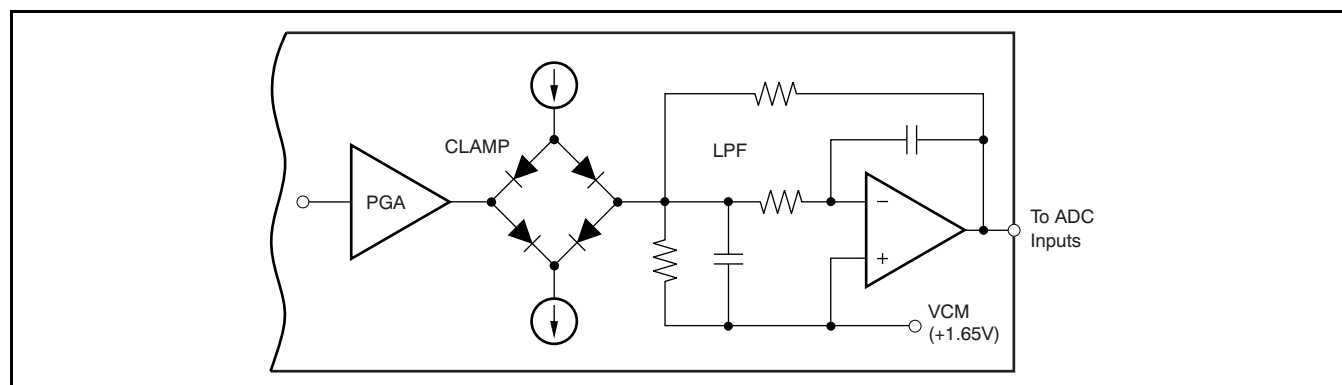 CLAMP
LPF
PGA
−
+
To ADC
Inputs
VCM
(+1.65V)